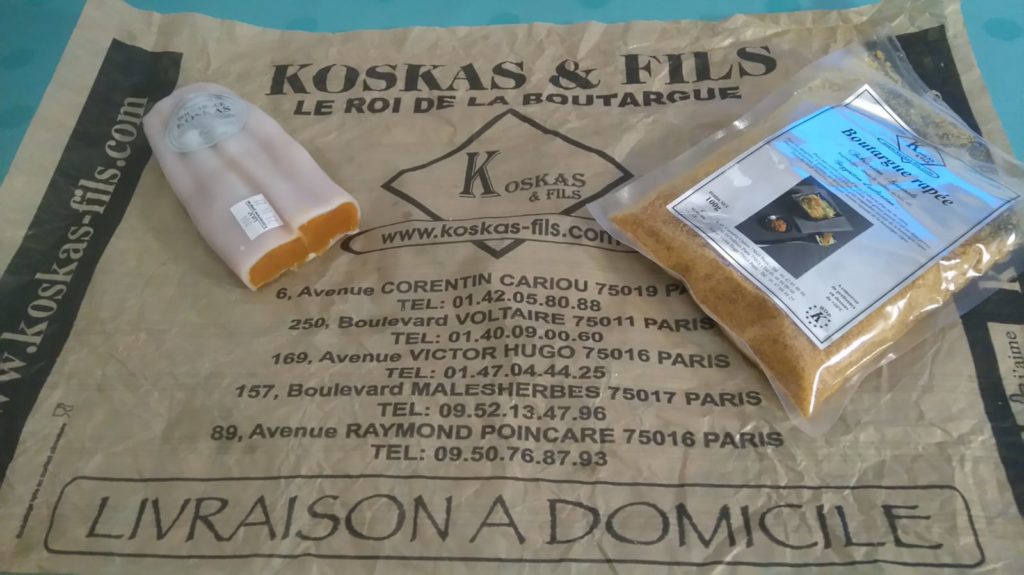 KOSKAS & FILS
LE ROI DE LA BOUTARGUE
KOSKAS
& FILS
www.koskas-fils.com
6, Avenue CORENTIN CARIOU 75019 PA
TEL: 01.42.05.80.88
250, Boulevard VOLTAIRE 75011 PARIS
TEL: 01.40.09.00.60
169, Avenue VICTOR HUGO 75016 PARIS
TEL: 01.47.04.44.25
157, Boulevard MALESHERBES 75017 PARIS
TEL: 09.52.13.47.96
89, Avenue RAYMOND POINCARE 75016 PARIS
TEL: 09.50.76.87.93
LIVRAISON A DOMICILE
w.koskas-fils.com
Boutargue râpée
100g
K